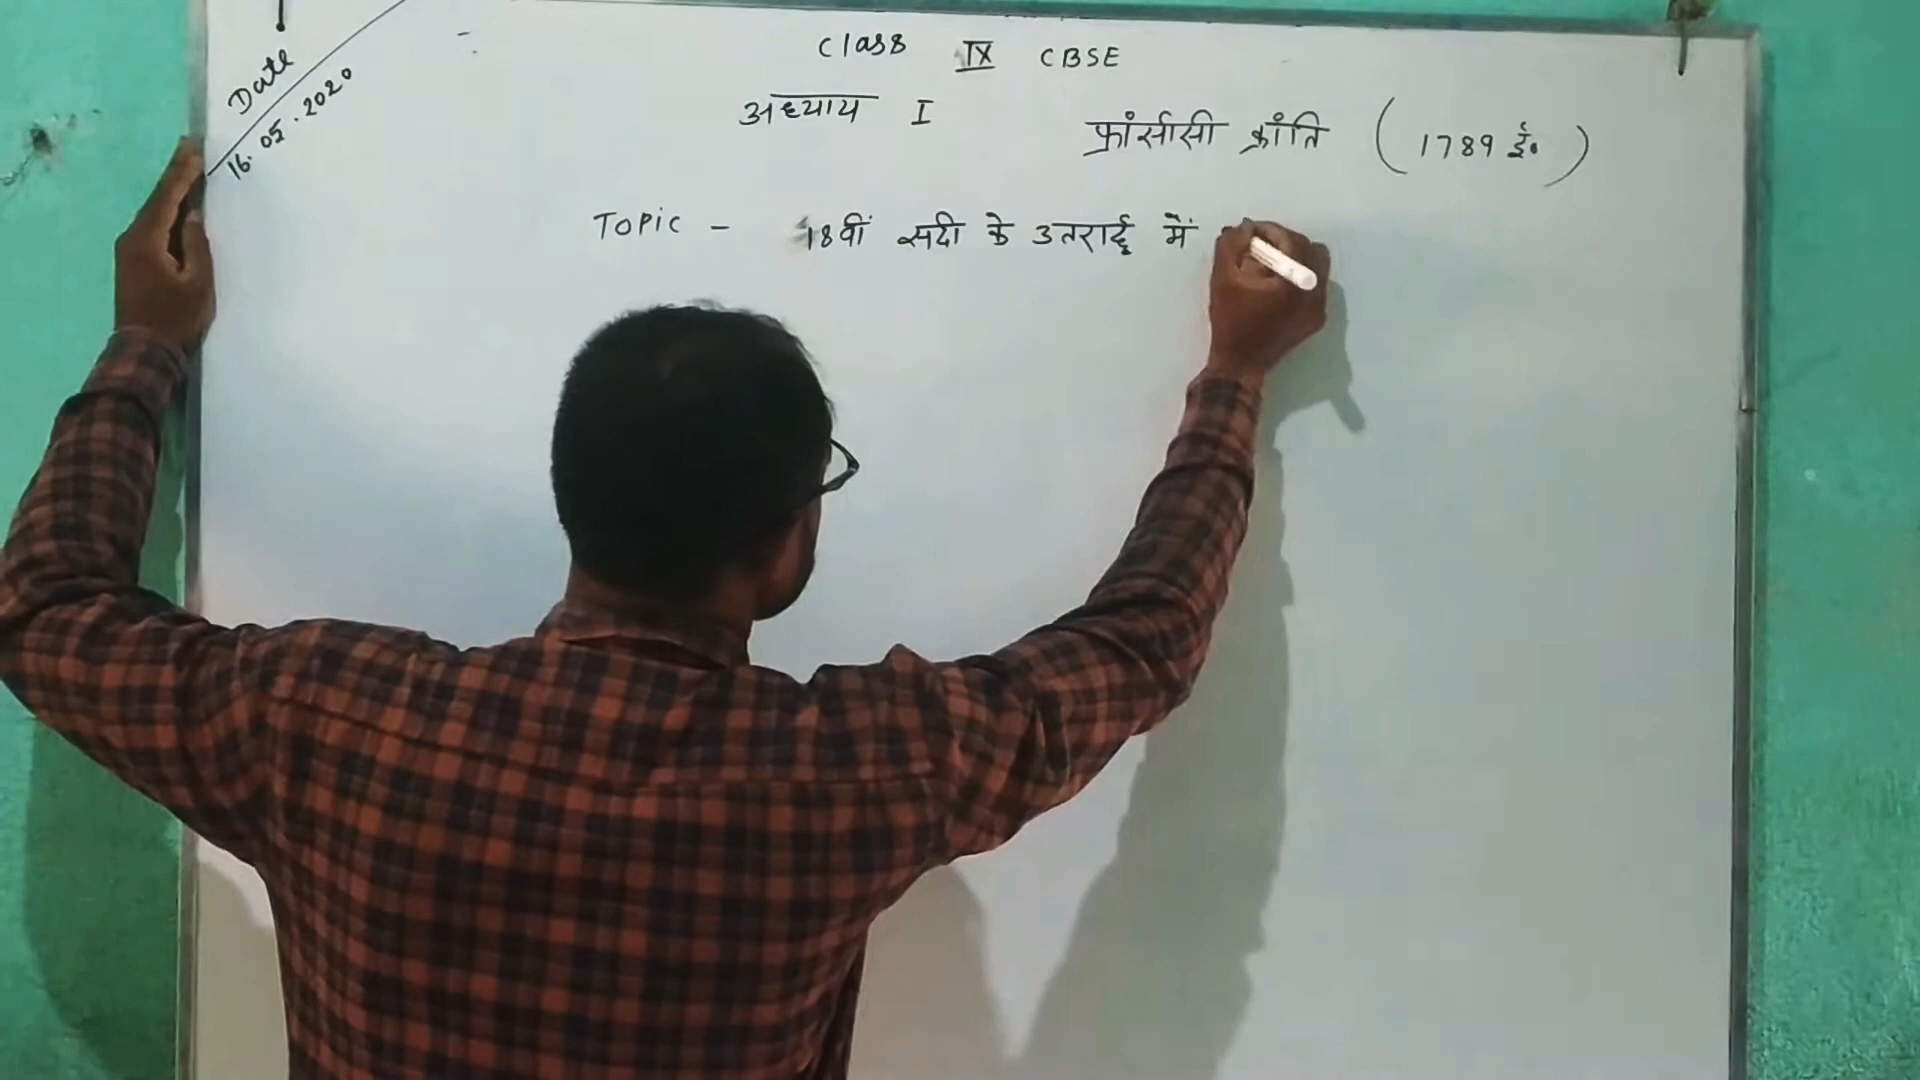 Date
16.05.2020
Class IX CBSE
अध्याय I
फ्रांसीसी क्रांति ( 1789 ई० )
Topic - 18वीं सदी के उतरार्द्ध में